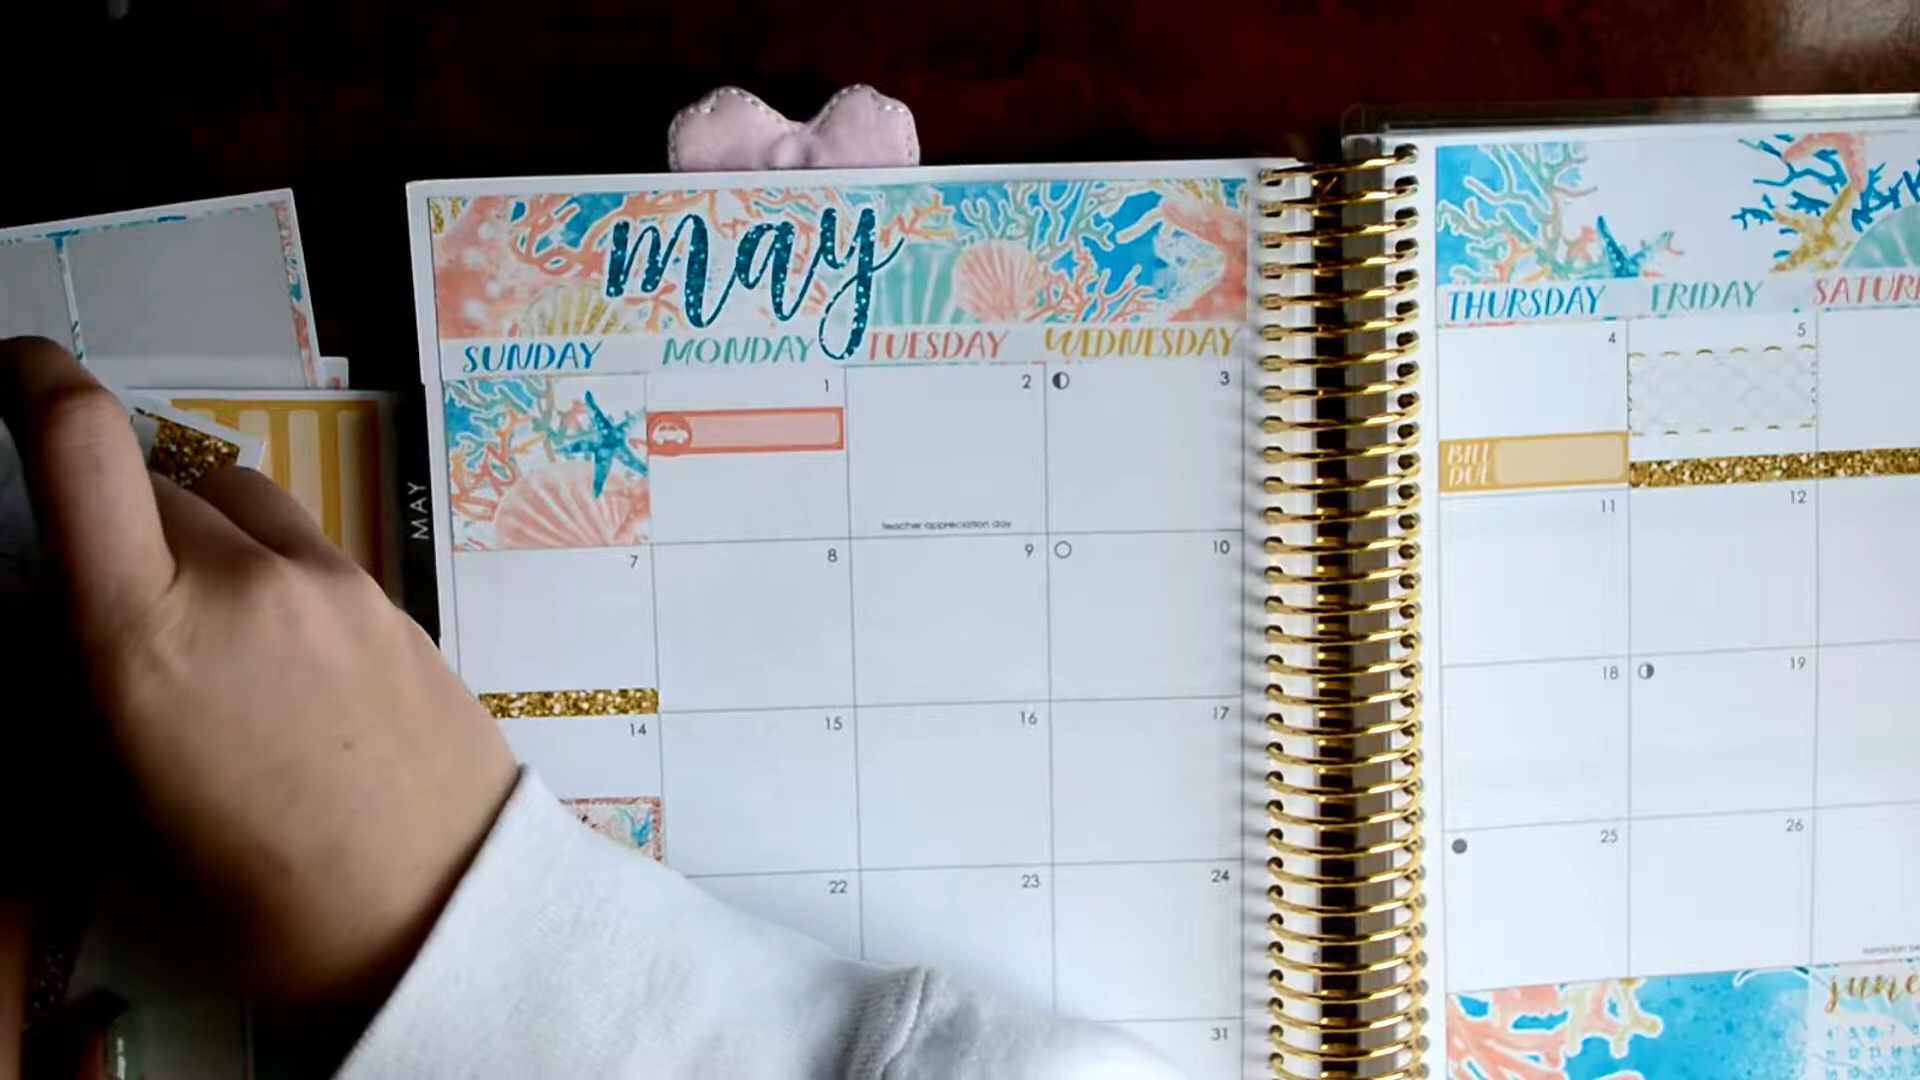 may
SUNDAY MONDAY TUESDAY WEDNESDAY
THURSDAY FRIDAY
1 2 3
4 5
BILL DUE
teacher appreciation day
MAY
7 8 9 10
11 12
14 15 16 17
18 19
22 23 24
25 26
31
june